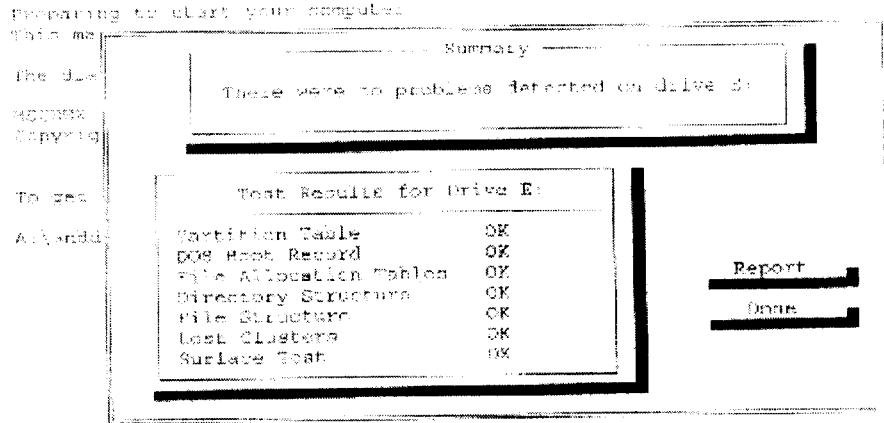 Preparing to start your computer
This ma
The dis
MSCDEX
Copyrig
To get
A:\>ndd
Summary
There were no problems detected on drive E:
Test Results for Drive E:
Partition Table OK
DOS Boot Record OK
File Allocation Tables OK
Directory Structure OK
File Structure OK
Lost Clusters OK
Surface Test OK
Report
Done